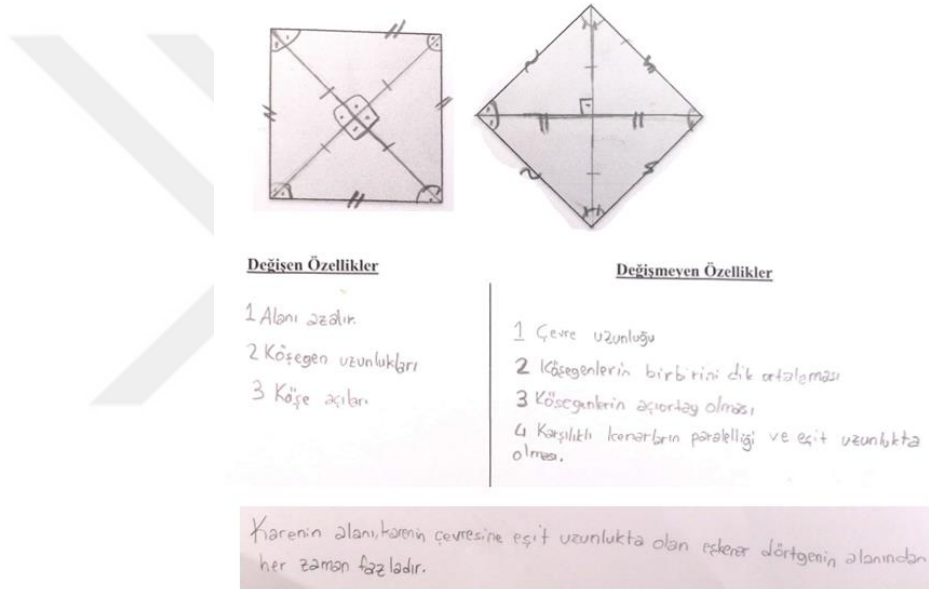 Değişen Özellikler
1 Alanı azalır.
2 Köşegen uzunlukları
3 Köşe açıları
Değişmeyen Özellikler
1 Çevre uzunluğu
2 Köşegenlerin birbirini dik ortalaması
3 Köşegenlerin açıortay olması
4 Karşılıklı kenarların paralelliği ve eşit uzunlukta
olması.
Karenin alanı, karenin çevresine eşit uzunlukta olan eşkenar dörtgenin alanından
her zaman fazladır.